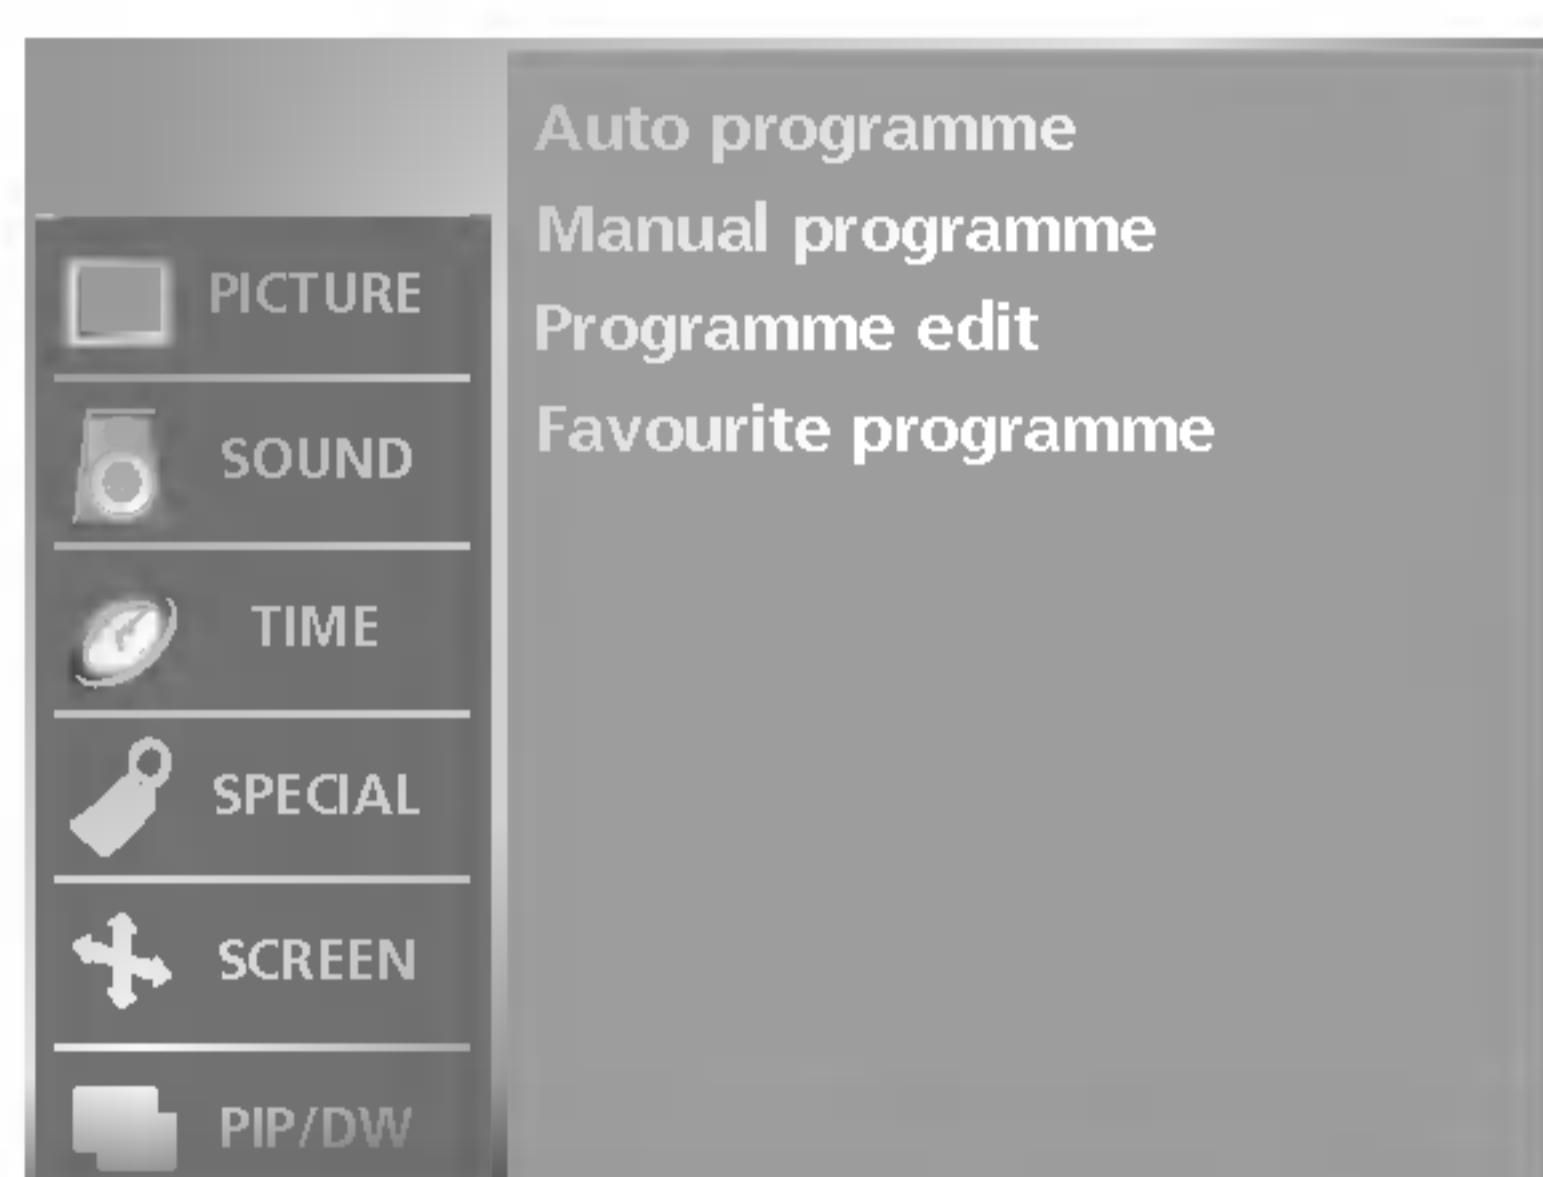 Auto programme
Manual programme
Programme edit
Favourite programme
PICTURE
SOUND
TIME
SPECIAL
SCREEN
PIP/DW